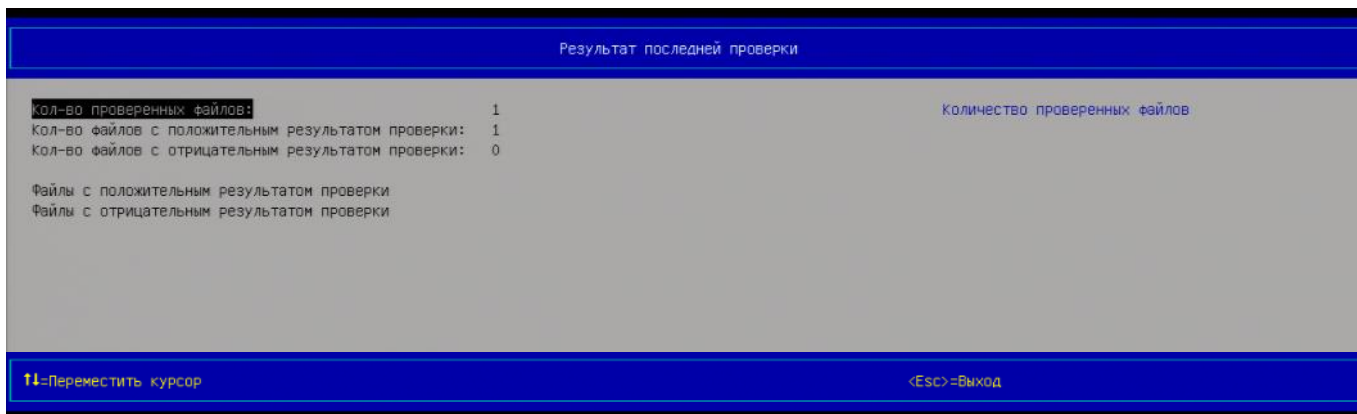 Результат последней проверки
Кол-во проверенных файлов: 1
Количество проверенных файлов
Кол-во файлов с положительным результатом проверки: 1
Кол-во файлов с отрицательным результатом проверки: 0
Файлы с положительным результатом проверки
Файлы с отрицательным результатом проверки
↑↓=Переместить курсор
<Esc>=Выход